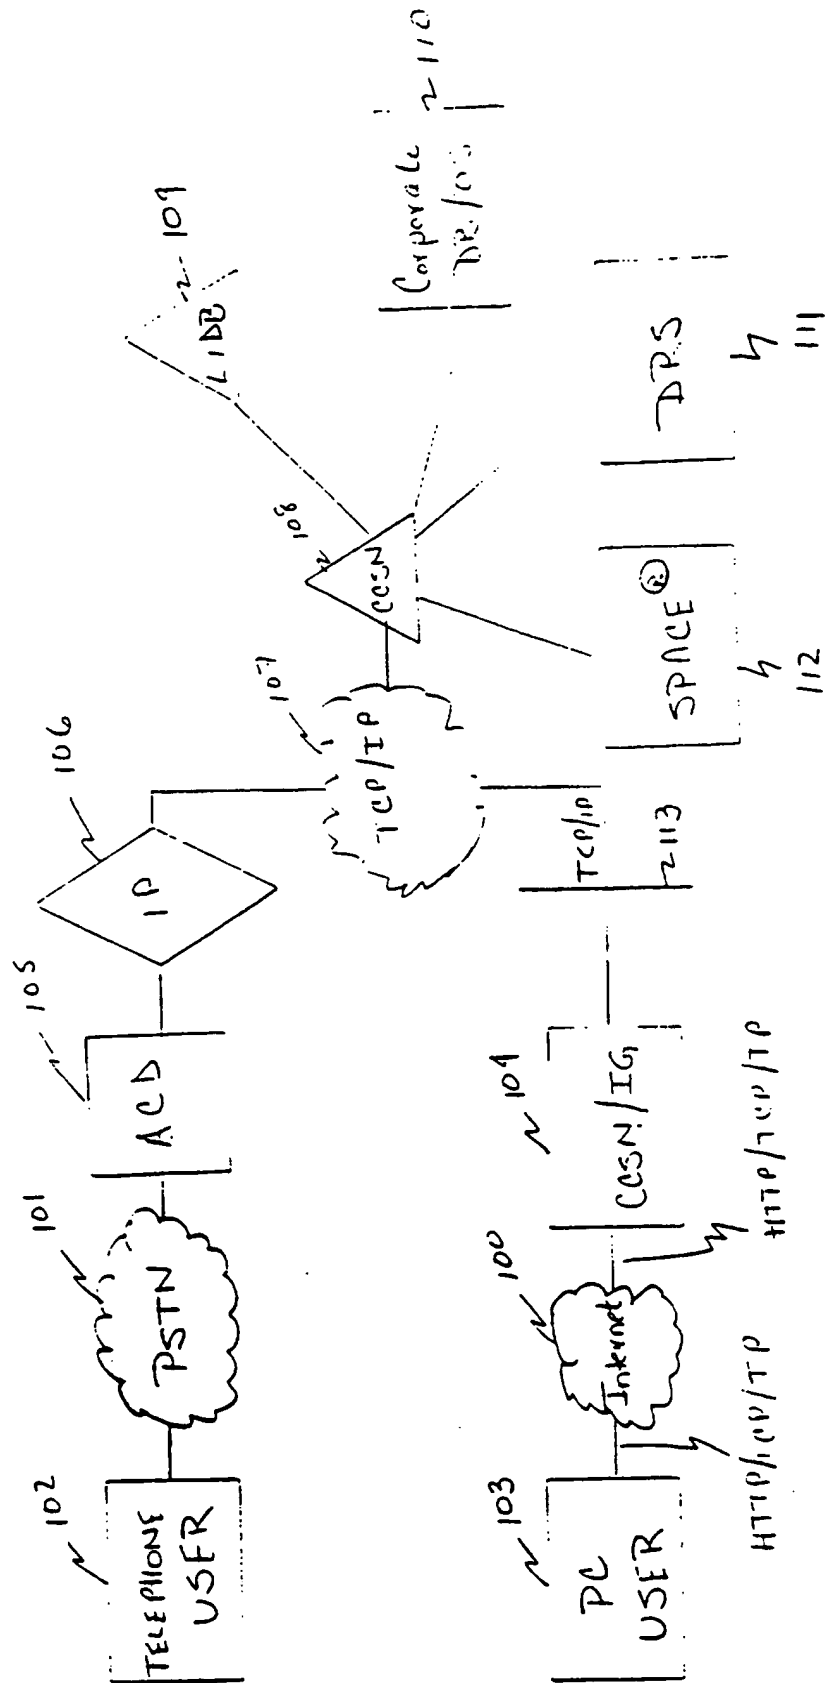 102
TELEPHONE
USER
101
PSTN
105
ACD
106
IP
107
TCP/IP
108
CCSN
109
LIDB
Corporate
110
103
PC
USER
HTTP/TCP/IP
100
Internet
HTTP/TCP/IP
104
CCSN/IG
TCP/IP
113
SPACE®
112
DRS
111